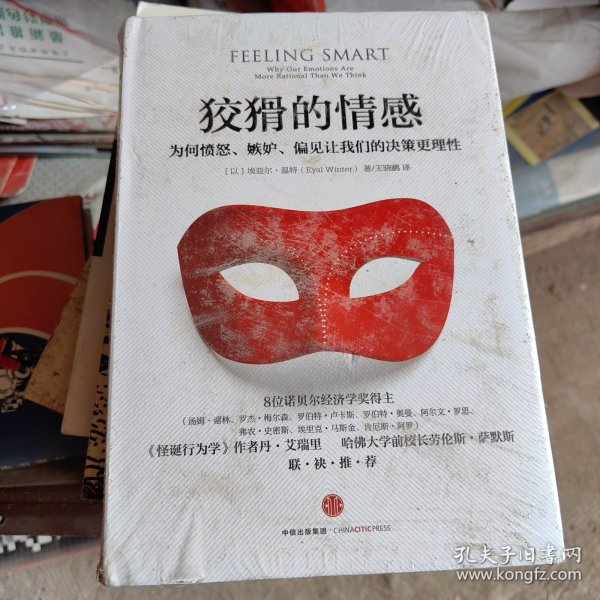 FEELING SMART
Why Our Emotions Are
More Rational Than We Think
狡猾的情感
为何愤怒、嫉妒、偏见让我们的决策更理性
[以] 埃亚尔·温特（Eyal Winter）著/王晓鹂 译
8位诺贝尔经济学奖得主
（汤姆·谢林、罗杰·梅尔森、罗伯特·卢卡斯、罗伯特·奥曼、阿尔文·罗思、
弗农·史密斯、埃里克·马斯金、肯尼斯·阿罗）
《怪诞行为学》作者丹·艾瑞里 哈佛大学前校长劳伦斯·萨默斯
联·袂·推·荐
中信出版集团·CHINACITICPRESS
孔夫子旧书网
www.kongfz.com